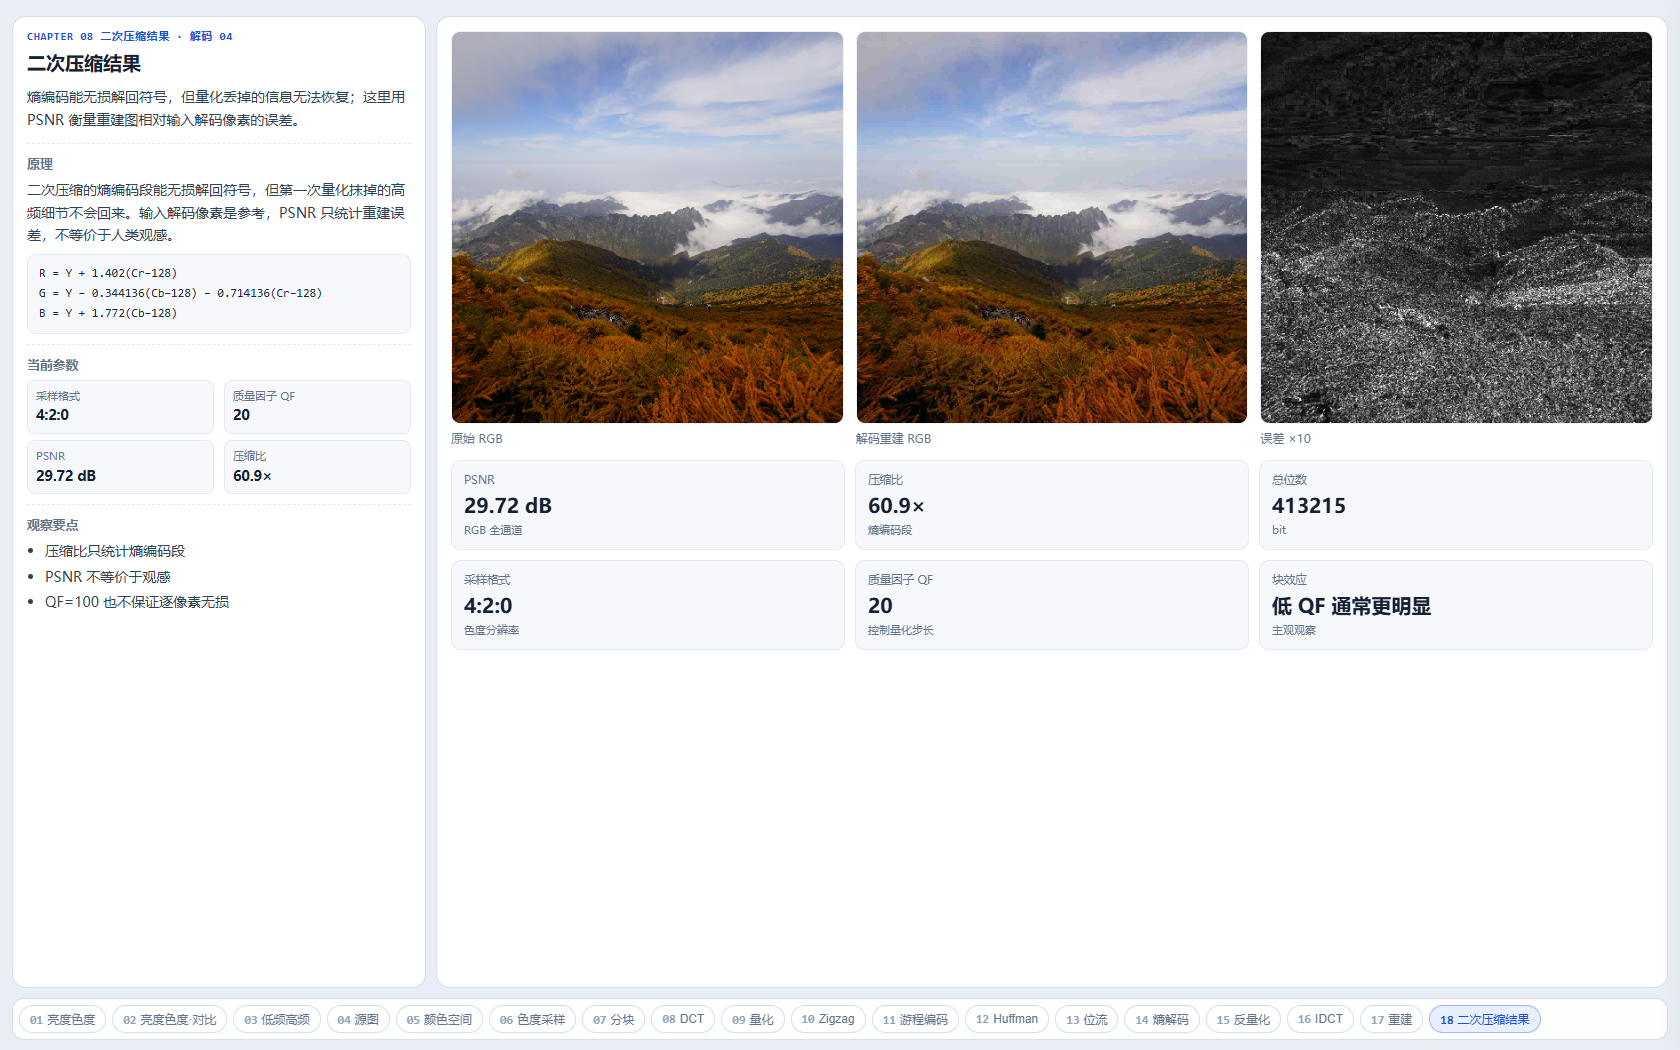 CHAPTER 08 二次压缩结果 · 解码 04
二次压缩结果
熵编码能无损解回符号，但量化丢掉的信息无法恢复；这里用
PSNR 衡量重建图相对输入解码像素的误差。
原理
二次压缩的熵编码段能无损解回符号，但第一次量化抹掉的高
频细节不会回来。输入解码像素是参考，PSNR 只统计重建误
差，不等价于人类观感。
R = Y + 1.402(Cr−128)
G = Y − 0.344136(Cb−128) − 0.714136(Cr−128)
B = Y + 1.772(Cb−128)
当前参数
采样格式
4:2:0
质量因子 QF
20
PSNR
29.72 dB
压缩比
60.9×
观察要点
• 压缩比只统计熵编码段
• PSNR 不等价于观感
• QF=100 也不保证逐像素无损
原始 RGB
解码重建 RGB
误差 ×10
PSNR
29.72 dB
RGB 全通道
压缩比
60.9×
熵编码段
总位数
413215
bit
采样格式
4:2:0
色度分辨率
质量因子 QF
20
控制量化步长
块效应
低 QF 通常更明显
主观观察
01 亮度色度
02 亮度色度·对比
03 低频高频
04 源图
05 颜色空间
06 色度采样
07 分块
08 DCT
09 量化
10 Zigzag
11 游程编码
12 Huffman
13 位流
14 熵解码
15 反量化
16 IDCT
17 重建
18 二次压缩结果